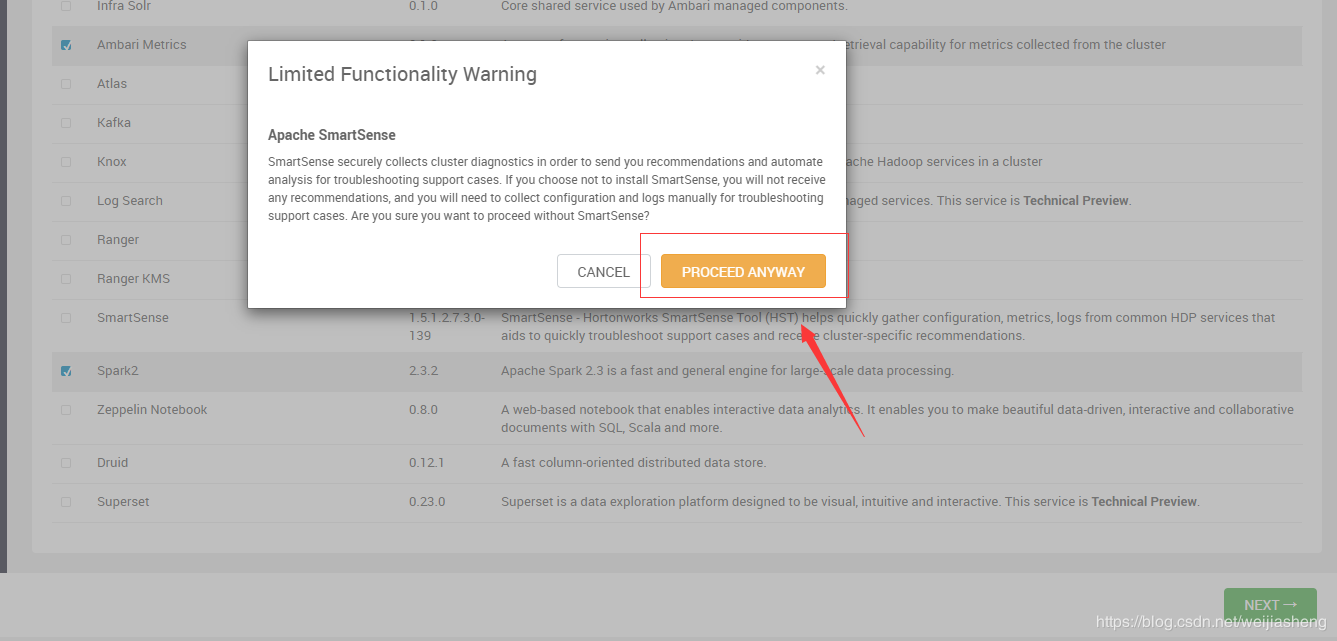 Infra Solr 0.1.0 Core shared service used by Ambari managed components.
Ambari Metrics etrieval capability for metrics collected from the cluster
Limited Functionality Warning ×
Atlas
Kafka
Apache SmartSense
Knox ache Hadoop services in a cluster
SmartSense securely collects cluster diagnostics in order to send you recommendations and automate
analysis for troubleshooting support cases. If you choose not to install SmartSense, you will not receive
any recommendations, and you will need to collect configuration and logs manually for troubleshooting
support cases. Are you sure you want to proceed without SmartSense?
Log Search aged services. This service is Technical Preview.
Ranger
CANCEL PROCEED ANYWAY
Ranger KMS
SmartSense 1.5.1.2.7.3.0-139 SmartSense - Hortonworks SmartSense Tool (HST) helps quickly gather configuration, metrics, logs from common HDP services that
aids to quickly troubleshoot support cases and receive cluster-specific recommendations.
Spark2 2.3.2 Apache Spark 2.3 is a fast and general engine for large-scale data processing.
Zeppelin Notebook 0.8.0 A web-based notebook that enables interactive data analytics. It enables you to make beautiful data-driven, interactive and collaborative
documents with SQL, Scala and more.
Druid 0.12.1 A fast column-oriented distributed data store.
Superset 0.23.0 Superset is a data exploration platform designed to be visual, intuitive and interactive. This service is Technical Preview.
NEXT →
https://blog.csdn.net/weijiasheng